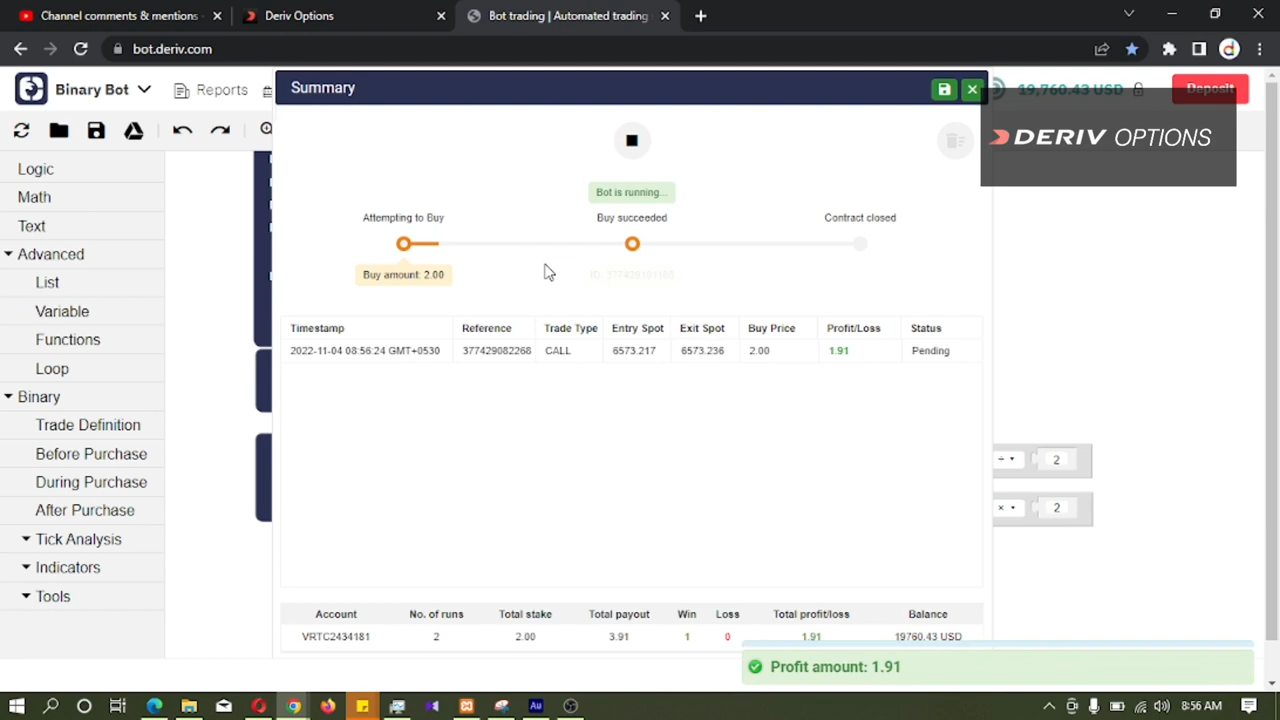 Channel comments & mentions
Deriv Options
Bot trading | Automated trading
bot.deriv.com
Binary Bot
Reports
Summary
19,760.43 USD
Deposit
DERIV OPTIONS
Logic
Math
Text
Advanced
List
Variable
Functions
Loop
Binary
Trade Definition
Before Purchase
During Purchase
After Purchase
Tick Analysis
Indicators
Tools
Bot is running...
Attempting to Buy Buy succeeded Contract closed
Buy amount: 2.00
Timestamp Reference Trade Type Entry Spot Exit Spot Buy Price Profit/Loss Status
2022-11-04 08:56:24 GMT+0530 377429082268 CALL 6573.217 6573.236 2.00 1.91 Pending
÷ 2
× 2
Account No. of runs Total stake Total payout Win Loss Total profit/loss Balance
VRTC2434181 2 2.00 3.91 1 0 1.91 19760.43 USD
Profit amount: 1.91
8:56 AM